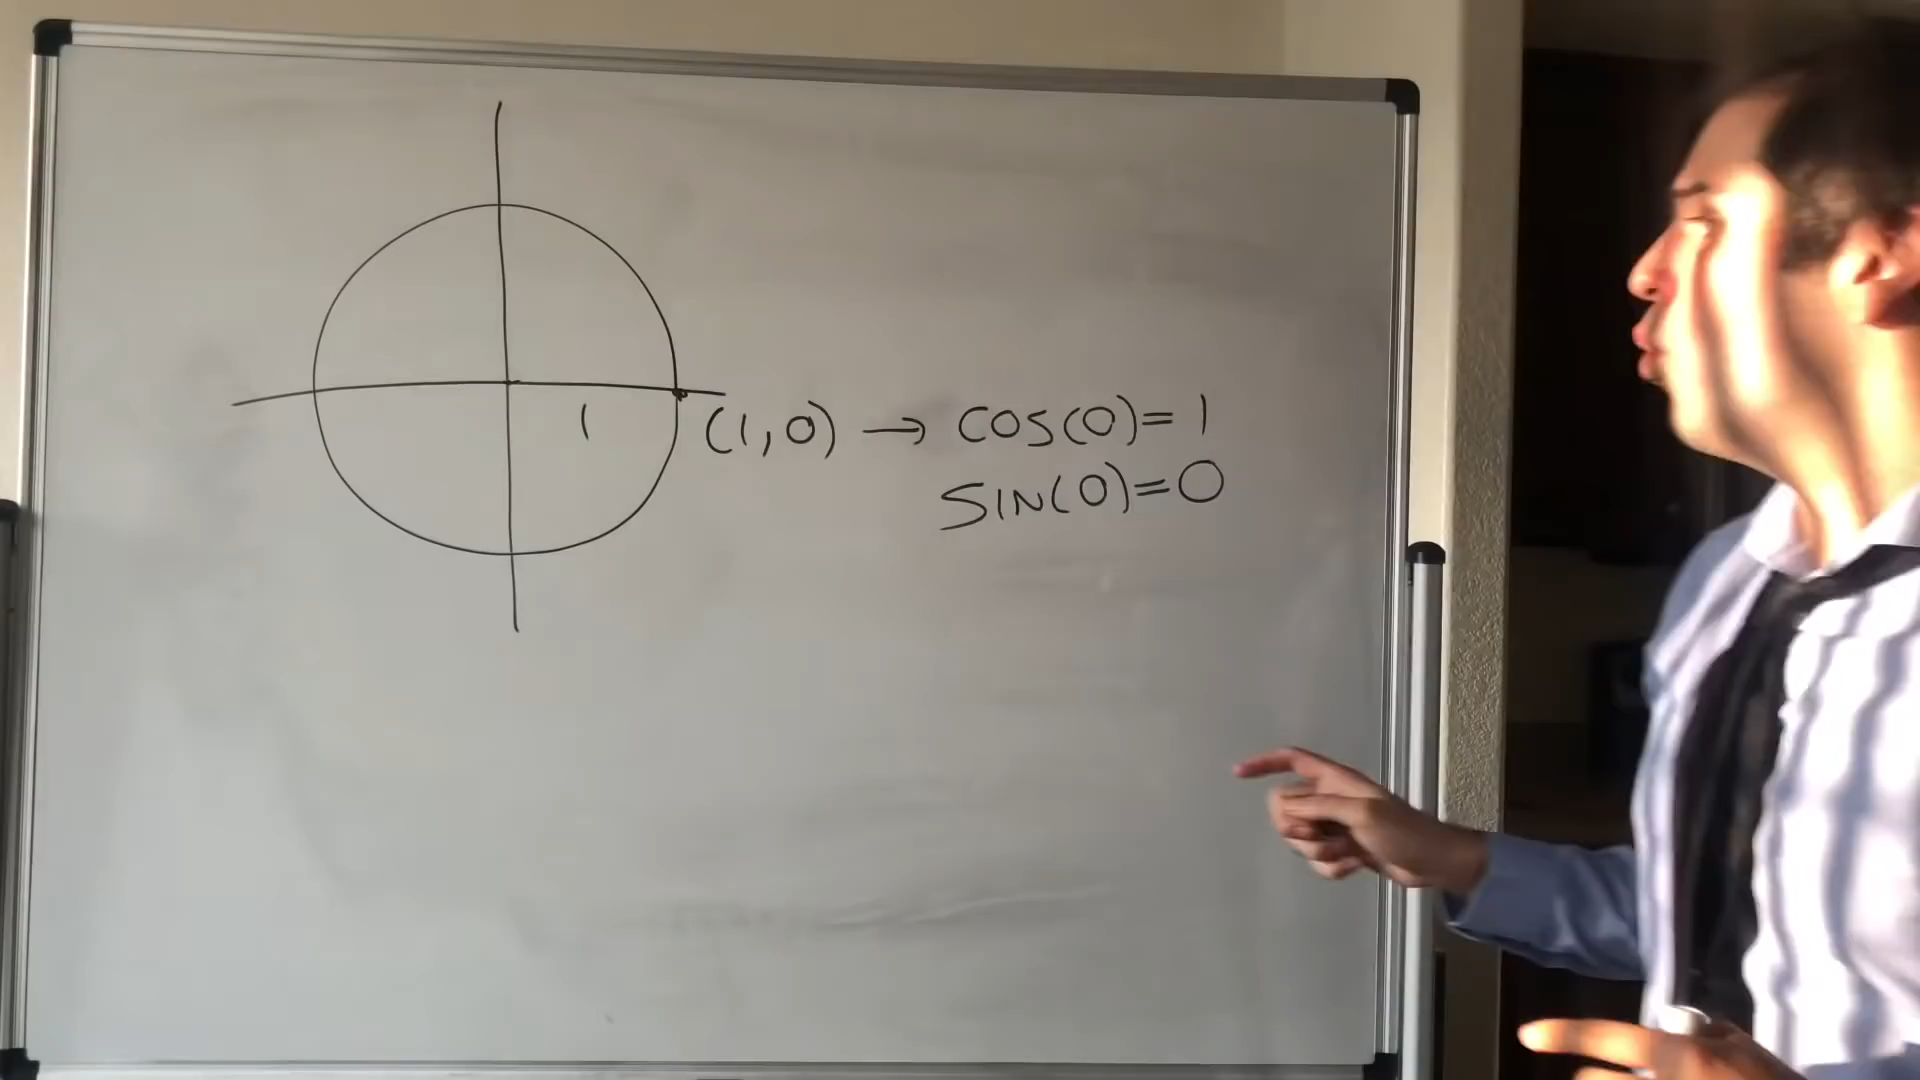 1
(1,0) → COS(0)=1
SIN(0)=0